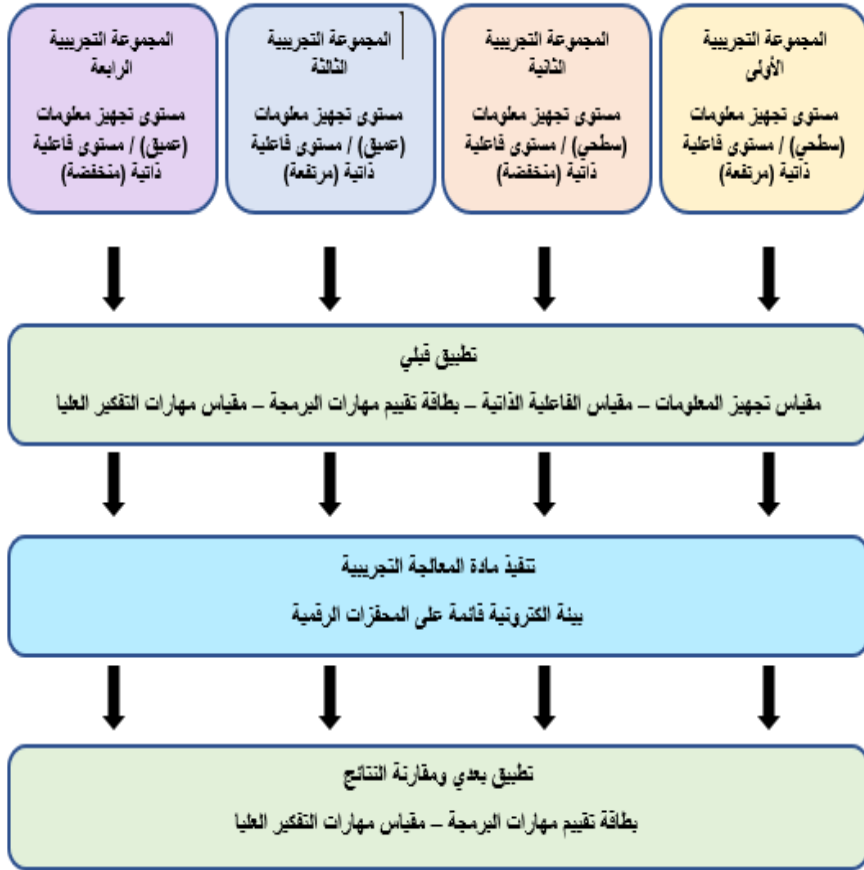 المجموعة التجريبية
الأولى
مستوى تجهيز معلومات
(سطحي) / مستوى فاعلية
ذاتية (مرتفعة)
المجموعة التجريبية
الثانية
مستوى تجهيز معلومات
(سطحي) / مستوى فاعلية
ذاتية (منخفضة)
المجموعة التجريبية
الثالثة
مستوى تجهيز معلومات
(عميق) / مستوى فاعلية
ذاتية (مرتفعة)
المجموعة التجريبية
الرابعة
مستوى تجهيز معلومات
(عميق) / مستوى فاعلية
ذاتية (منخفضة)
تطبيق قبلي
مقياس تجهيز المعلومات – مقياس الفاعلية الذاتية – بطاقة تقييم مهارات البرمجة – مقياس مهارات التفكير العليا
تنفيذ مادة المعالجة التجريبية
بيئة الكترونية قائمة على المحفزات الرقمية
تطبيق بعدي ومقارنة النتائج
بطاقة تقييم مهارات البرمجة – مقياس مهارات التفكير العليا